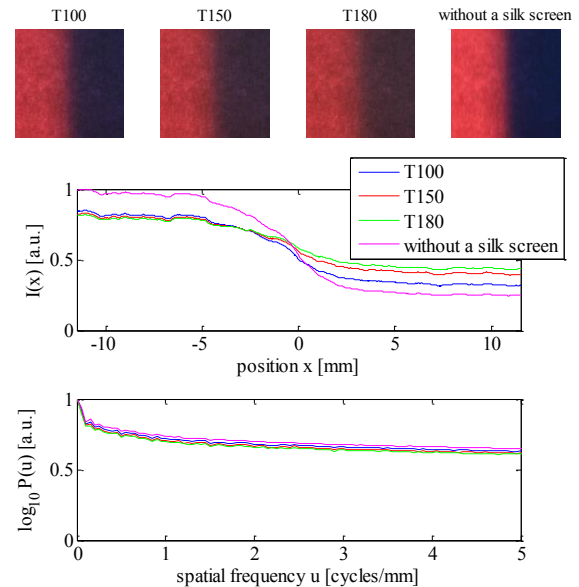 T100 T150 T180 without a silk screen
T100
T150
T180
without a silk screen
1
0.5
0
I(x) [a.u.]
-10 -5 0 5 10
position x [mm]
1
0.5
0
log10 P(u) [a.u.]
0 1 2 3 4 5
spatial frequency u [cycles/mm]